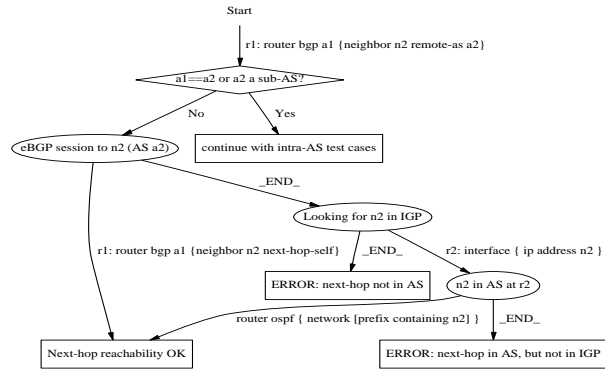 Start
r1: router bgp a1 {neighbor n2 remote-as a2}
a1==a2 or a2 a sub-AS?
No
Yes
eBGP session to n2 (AS a2)
continue with intra-AS test cases
_END_
Looking for n2 in IGP
r1: router bgp a1 {neighbor n2 next-hop-self}
_END_
r2: interface { ip address n2 }
ERROR: next-hop not in AS
n2 in AS at r2
router ospf { network [prefix containing n2] }
_END_
Next-hop reachability OK
ERROR: next-hop in AS, but not in IGP